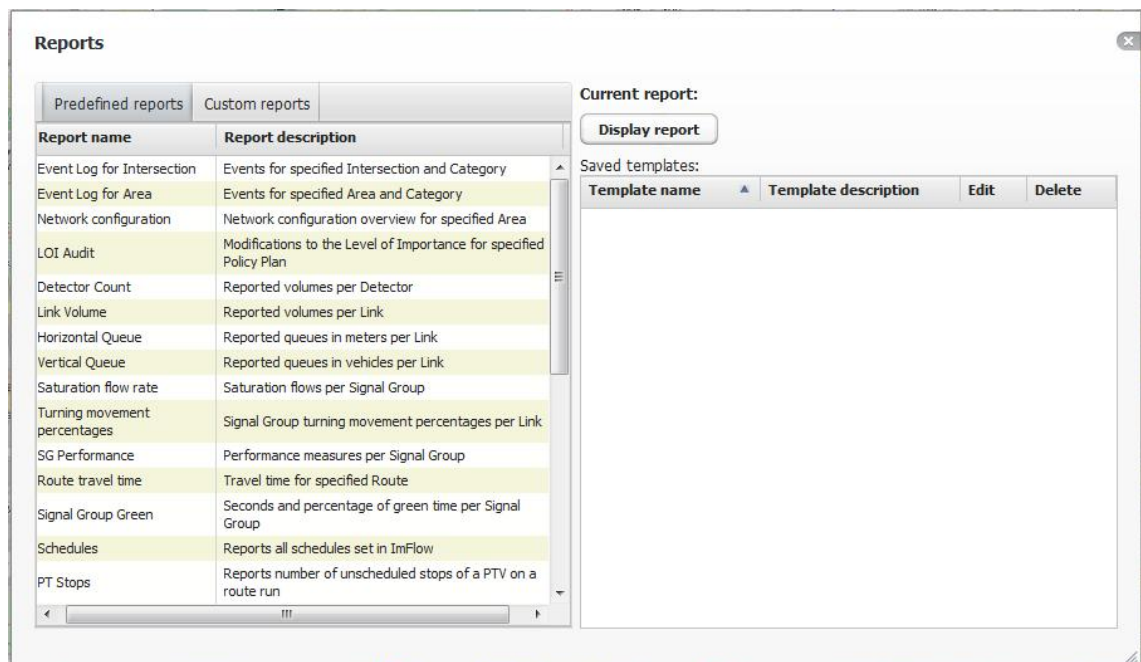 Reports
Predefined reports
Custom reports
Report name
Report description
Event Log for Intersection
Events for specified Intersection and Category
Event Log for Area
Events for specified Area and Category
Network configuration
Network configuration overview for specified Area
LOI Audit
Modifications to the Level of Importance for specified
Policy Plan
Detector Count
Reported volumes per Detector
Link Volume
Reported volumes per Link
Horizontal Queue
Reported queues in meters per Link
Vertical Queue
Reported queues in vehicles per Link
Saturation flow rate
Saturation flows per Signal Group
Turning movement
percentages
Signal Group turning movement percentages per Link
SG Performance
Performance measures per Signal Group
Route travel time
Travel time for specified Route
Signal Group Green
Seconds and percentage of green time per Signal
Group
Schedules
Reports all schedules set in ImFlow
PT Stops
Reports number of unscheduled stops of a PTV on a
route run
Current report:
Display report
Saved templates:
Template name
Template description
Edit
Delete